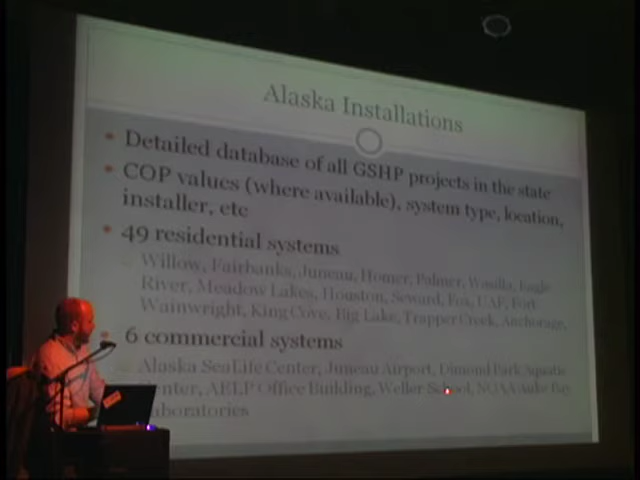 Alaska Installations
Detailed database of all GSHP projects in the state
COP values (where available), system type, location,
installer, etc
49 residential systems
Willow, Fairbanks, Juneau, Homer, Palmer, Wasilla, Eagle
River, Meadow Lakes, Houston, Seward, Fox, UAF, Fort
Wainwright, King Cove, Big Lake, Trapper Creek, Anchorage,
6 commercial systems
Alaska SeaLife Center, Juneau Airport, Dimond Park Aquatic
Center, AELP Office Building, Weller School, NOAA Auke Bay
Laboratories